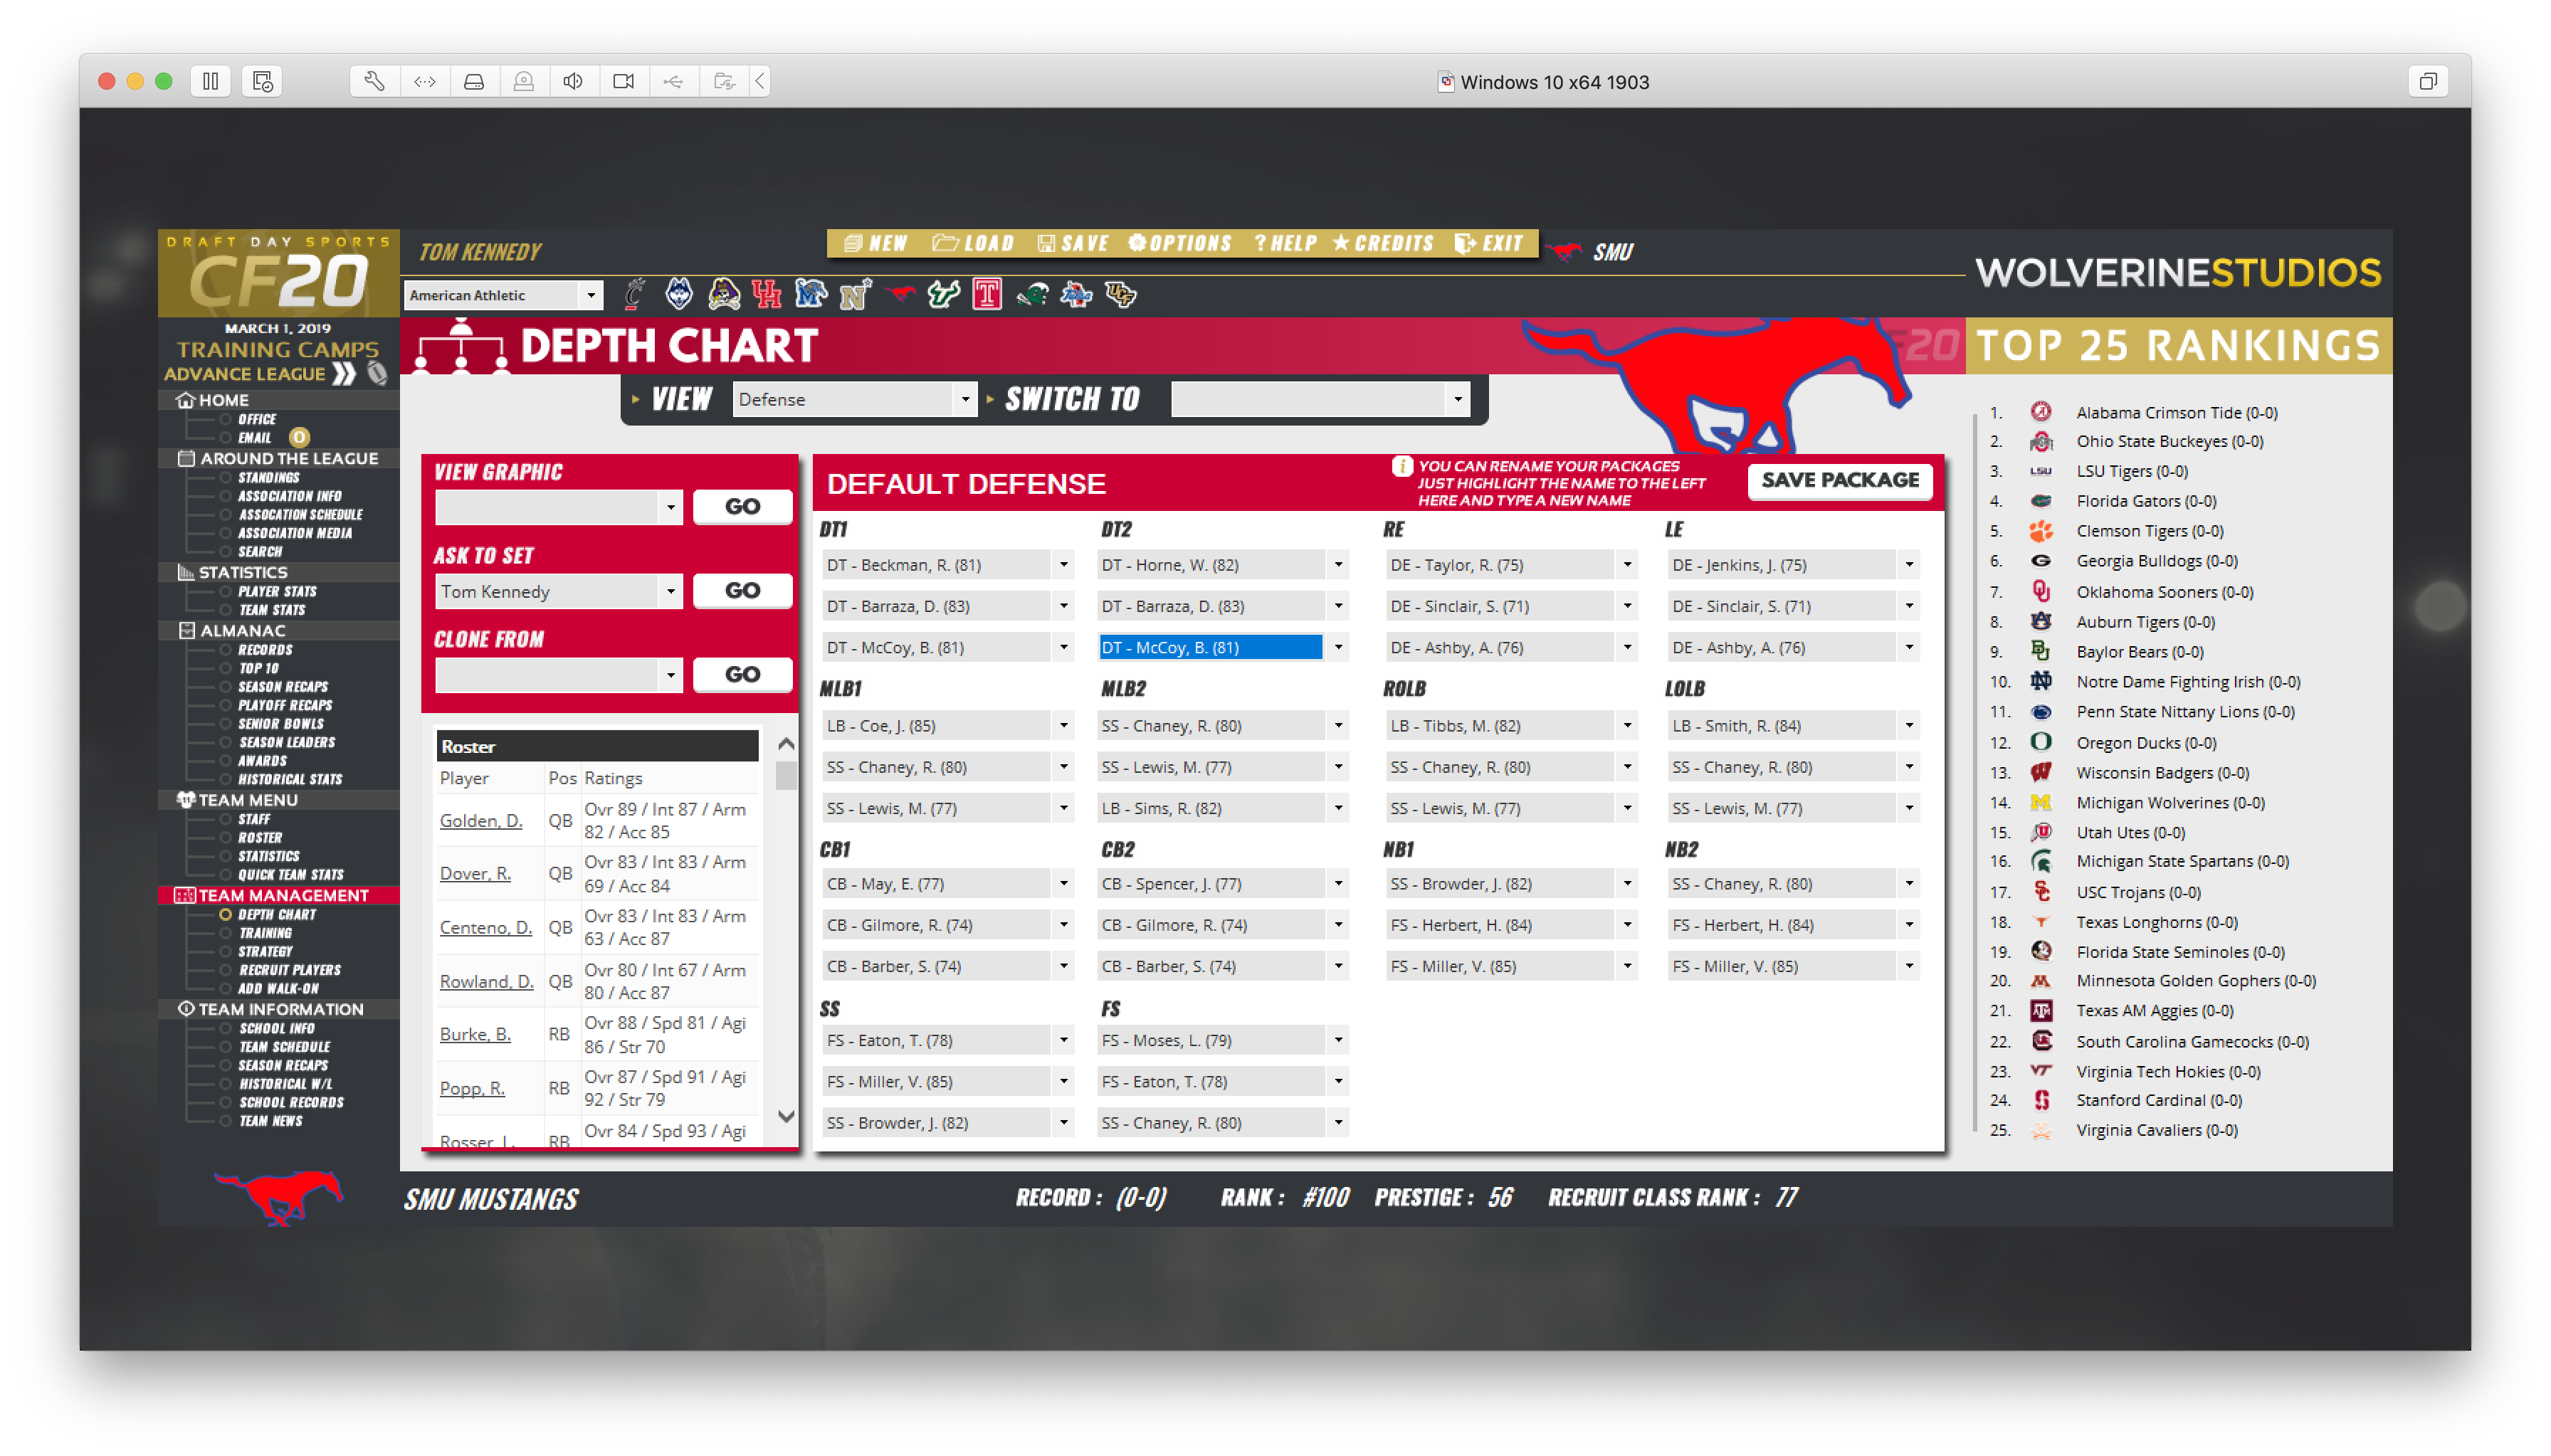 Windows 10 x64 1903
DRAFT DAY SPORTS
CF20
TOM KENNEDY
NEW LOAD SAVE OPTIONS ? HELP CREDITS EXIT
SMU
WOLVERINESTUDIOS
American Athletic
MARCH 1, 2019
TRAINING CAMPS
ADVANCE LEAGUE
DEPTH CHART
TOP 25 RANKINGS
VIEW
Defense
SWITCH TO
HOME
OFFICE
EMAIL 0
AROUND THE LEAGUE
STANDINGS
ASSOCIATION INFO
ASSOCATION SCHEDULE
ASSOCIATION MEDIA
SEARCH
STATISTICS
PLAYER STATS
TEAM STATS
ALMANAC
RECORDS
TOP 10
SEASON RECAPS
PLAYOFF RECAPS
SENIOR BOWLS
SEASON LEADERS
AWARDS
HISTORICAL STATS
TEAM MENU
STAFF
ROSTER
STATISTICS
QUICK TEAM STATS
TEAM MANAGEMENT
DEPTH CHART
TRAINING
STRATEGY
RECRUIT PLAYERS
ADD WALK-ON
TEAM INFORMATION
SCHOOL INFO
TEAM SCHEDULE
SEASON RECAPS
HISTORICAL W/L
SCHOOL RECORDS
TEAM NEWS
VIEW GRAPHIC
GO
ASK TO SET
Tom Kennedy
GO
CLONE FROM
GO
Roster
Player Pos Ratings
Golden, D. QB Ovr 89 / Int 87 / Arm
82 / Acc 85
Dover, R. QB Ovr 83 / Int 83 / Arm
69 / Acc 84
Centeno, D. QB Ovr 83 / Int 83 / Arm
63 / Acc 87
Rowland, D. QB Ovr 80 / Int 67 / Arm
80 / Acc 87
Burke, B. RB Ovr 88 / Spd 81 / Agi
86 / Str 70
Popp, R. RB Ovr 87 / Spd 91 / Agi
92 / Str 79
Rosser, L. RB Ovr 84 / Spd 93 / Agi
DEFAULT DEFENSE
YOU CAN RENAME YOUR PACKAGES
JUST HIGHLIGHT THE NAME TO THE LEFT
HERE AND TYPE A NEW NAME
SAVE PACKAGE
DT1 DT2 RE LE
DT - Beckman, R. (81) DT - Horne, W. (82) DE - Taylor, R. (75) DE - Jenkins, J. (75)
DT - Barraza, D. (83) DT - Barraza, D. (83) DE - Sinclair, S. (71) DE - Sinclair, S. (71)
DT - McCoy, B. (81) DT - McCoy, B. (81) DE - Ashby, A. (76) DE - Ashby, A. (76)
MLB1 MLB2 ROLB LOLB
LB - Coe, J. (85) SS - Chaney, R. (80) LB - Tibbs, M. (82) LB - Smith, R. (84)
SS - Chaney, R. (80) SS - Lewis, M. (77) SS - Chaney, R. (80) SS - Chaney, R. (80)
SS - Lewis, M. (77) LB - Sims, R. (82) SS - Lewis, M. (77) SS - Lewis, M. (77)
CB1 CB2 NB1 NB2
CB - May, E. (77) CB - Spencer, J. (77) SS - Browder, J. (82) SS - Chaney, R. (80)
CB - Gilmore, R. (74) CB - Gilmore, R. (74) FS - Herbert, H. (84) FS - Herbert, H. (84)
CB - Barber, S. (74) CB - Barber, S. (74) FS - Miller, V. (85) FS - Miller, V. (85)
SS FS
FS - Eaton, T. (78) FS - Moses, L. (79)
FS - Miller, V. (85) FS - Eaton, T. (78)
SS - Browder, J. (82) SS - Chaney, R. (80)
1. Alabama Crimson Tide (0-0)
2. Ohio State Buckeyes (0-0)
3. LSU LSU Tigers (0-0)
4. Florida Gators (0-0)
5. Clemson Tigers (0-0)
6. Georgia Bulldogs (0-0)
7. Oklahoma Sooners (0-0)
8. Auburn Tigers (0-0)
9. Baylor Bears (0-0)
10. Notre Dame Fighting Irish (0-0)
11. Penn State Nittany Lions (0-0)
12. Oregon Ducks (0-0)
13. Wisconsin Badgers (0-0)
14. Michigan Wolverines (0-0)
15. Utah Utes (0-0)
16. Michigan State Spartans (0-0)
17. USC Trojans (0-0)
18. Texas Longhorns (0-0)
19. Florida State Seminoles (0-0)
20. Minnesota Golden Gophers (0-0)
21. Texas AM Aggies (0-0)
22. South Carolina Gamecocks (0-0)
23. Virginia Tech Hokies (0-0)
24. Stanford Cardinal (0-0)
25. Virginia Cavaliers (0-0)
SMU MUSTANGS
RECORD : (0-0) RANK : #100 PRESTIGE : 56 RECRUIT CLASS RANK : 77